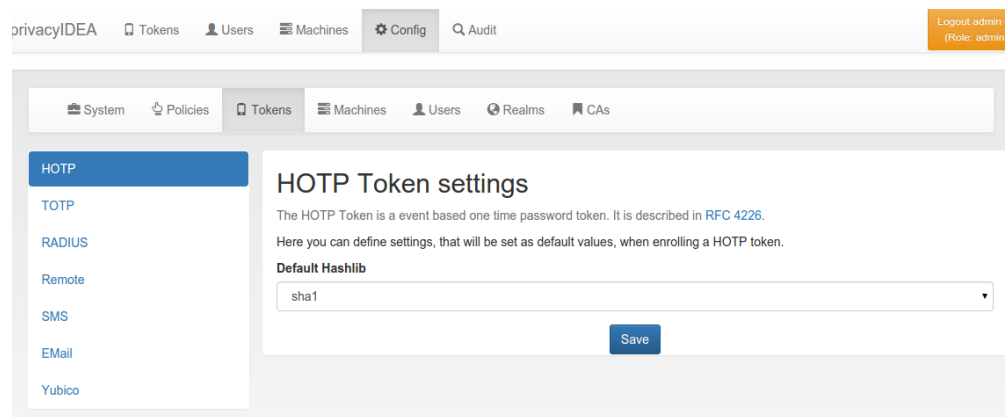 privacyIDEA Tokens Users Machines Config Audit Logout admin
(Role: admin
System Policies Tokens Machines Users Realms CAs
HOTP
TOTP
RADIUS
Remote
SMS
EMail
Yubico
HOTP Token settings
The HOTP Token is a event based one time password token. It is described in RFC 4226.
Here you can define settings, that will be set as default values, when enrolling a HOTP token.
Default Hashlib
sha1
Save